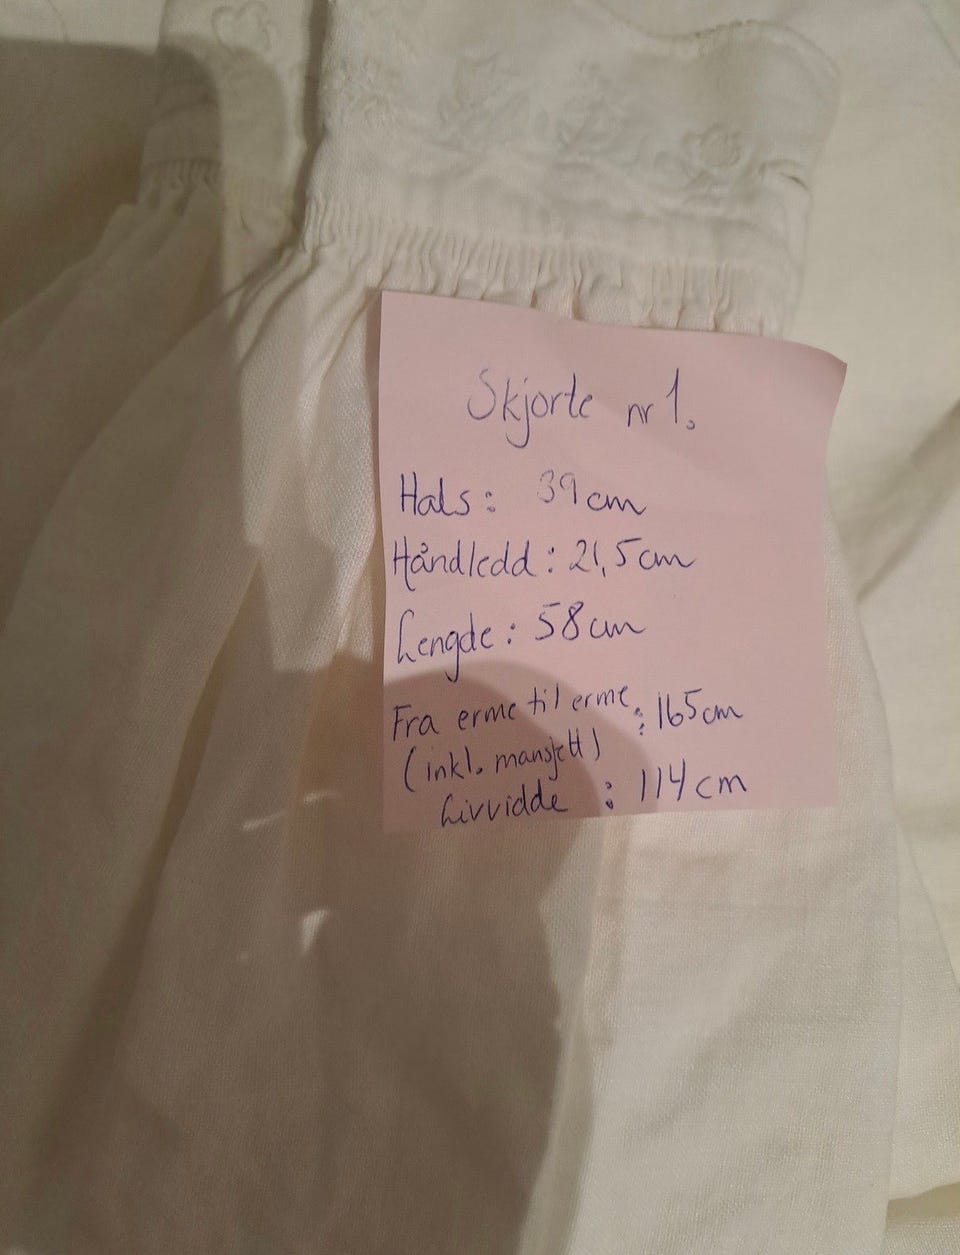 Skjorte nr 1.
Hals: 39 cm
Håndledd: 21,5 cm
Lengde: 58 cm
Fra erme til erme : 165 cm
(inkl. mansjett)
Livvidde : 114 cm